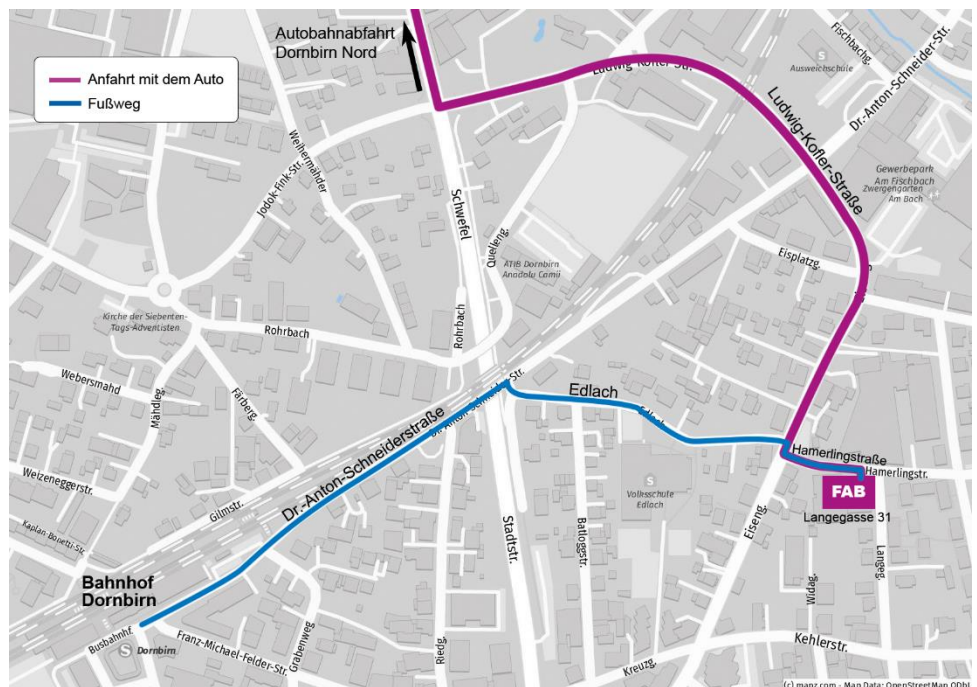 Autobahnabfahrt
Dornbirn Nord
Anfahrt mit dem Auto
Fußweg
Ludwig-Kofler-Str.
Ausweichschule
Fischbachg.
Dr.-Anton-Schneider-Str.
Ludwig-Kofler-Straße
Weihermähder
Jodok-Fink-Str.
Schwefel
Quelleng.
Gewerbepark
Am Fischbach
Zwergengarten
Am Bach
ATIB Dornbirn
Anadolu Camii
Eisplatzg.
Kirche der Siebenten-
Tags-Adventisten
Rohrbach
Rohrbach
Webersmahd
Mähdleg.
Färberg.
Dr.-Anton-Schneider-Str.
Edlach
Edlach
Dr.-Anton-Schneiderstraße
Hamerlingstraße
Hamerlingstr.
FAB
Langegasse 31
Weizeneggerstr.
Gilmstr.
S
Volksschule
Edlach
Kaplan-Bonetti-Str.
Stadtstr.
Batloggstr.
Eiseng.
Widag.
Langeg.
Bahnhof
Dornbirn
Busbahnhf.
S Dornbirn
Franz-Michael-Felder-Str.
Grabenweg
Riedg.
Kreuzg.
Kehlerstr.
(c) manz.com - Map Data: OpenStreetMap ODbL